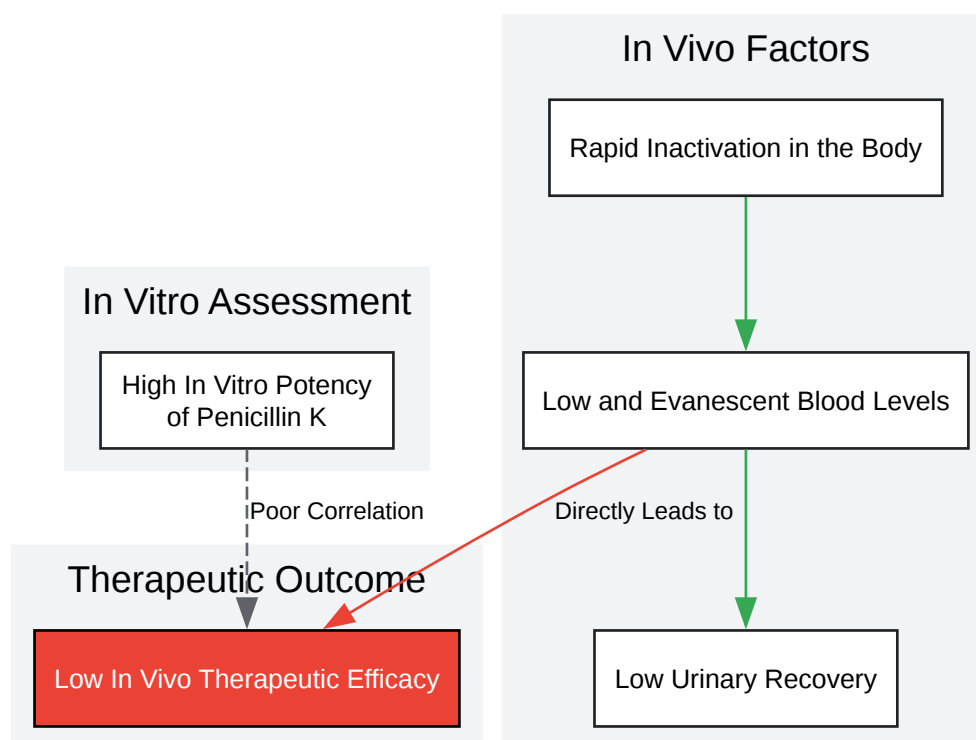 In Vivo Factors
Rapid Inactivation in the Body
In Vitro Assessment
High In Vitro Potency
of Penicillin K
Low and Evanescent Blood Levels
Poor Correlation
Directly Leads to
Therapeutic Outcome
Low In Vivo Therapeutic Efficacy
Low Urinary Recovery